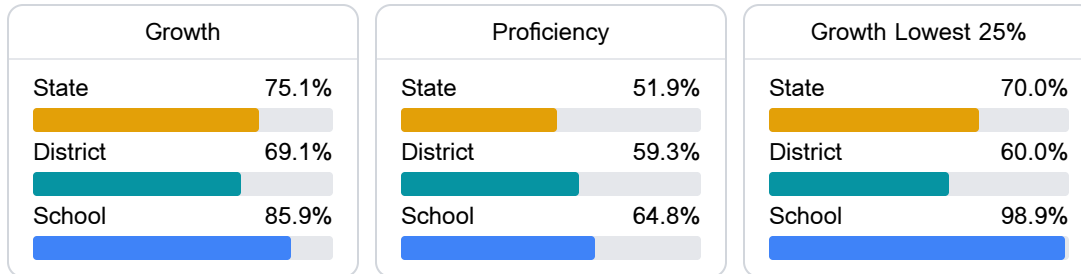 Growth
State 75.1%
District 69.1%
School 85.9%
Proficiency
State 51.9%
District 59.3%
School 64.8%
Growth Lowest 25%
State 70.0%
District 60.0%
School 98.9%